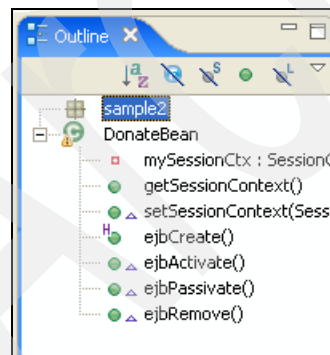 Outline
sample2
DonateBean
mySessionCtx : SessionC
getSessionContext()
setSessionContext(Sess
ejbCreate()
ejbActivate()
ejbPassivate()
ejbRemove()